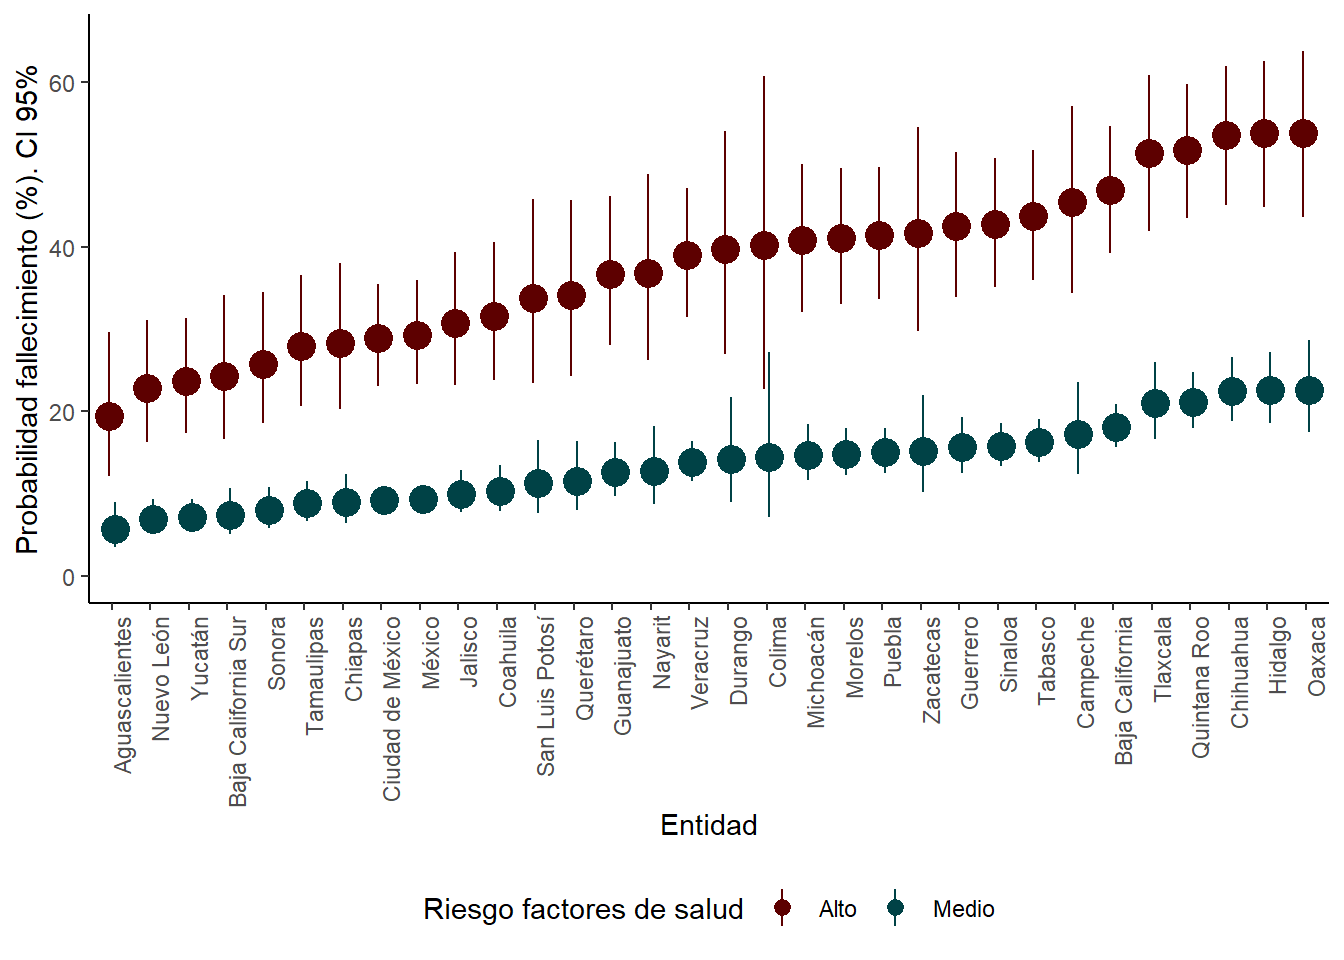 Probabilidad fallecimiento (%). CI 95%
60
40
20
0
Aguascalientes
Nuevo León
Yucatán
Baja California Sur
Sonora
Tamaulipas
Chiapas
Ciudad de México
México
Jalisco
Coahuila
San Luis Potosí
Querétaro
Guanajuato
Nayarit
Veracruz
Durango
Colima
Michoacán
Morelos
Puebla
Zacatecas
Guerrero
Sinaloa
Tabasco
Campeche
Baja California
Tlaxcala
Quintana Roo
Chihuahua
Hidalgo
Oaxaca
Entidad
Riesgo factores de salud Alto Medio